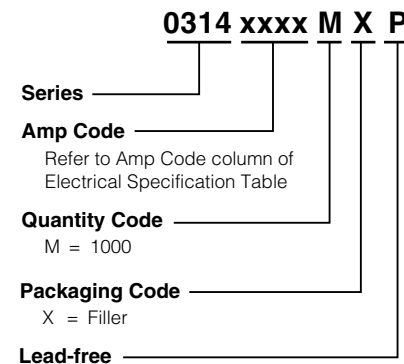 0314 xxxx M X P
Series
Amp Code
Refer to Amp Code column of
Electrical Specification Table
Quantity Code
M = 1000
Packaging Code
X = Filler
Lead-free